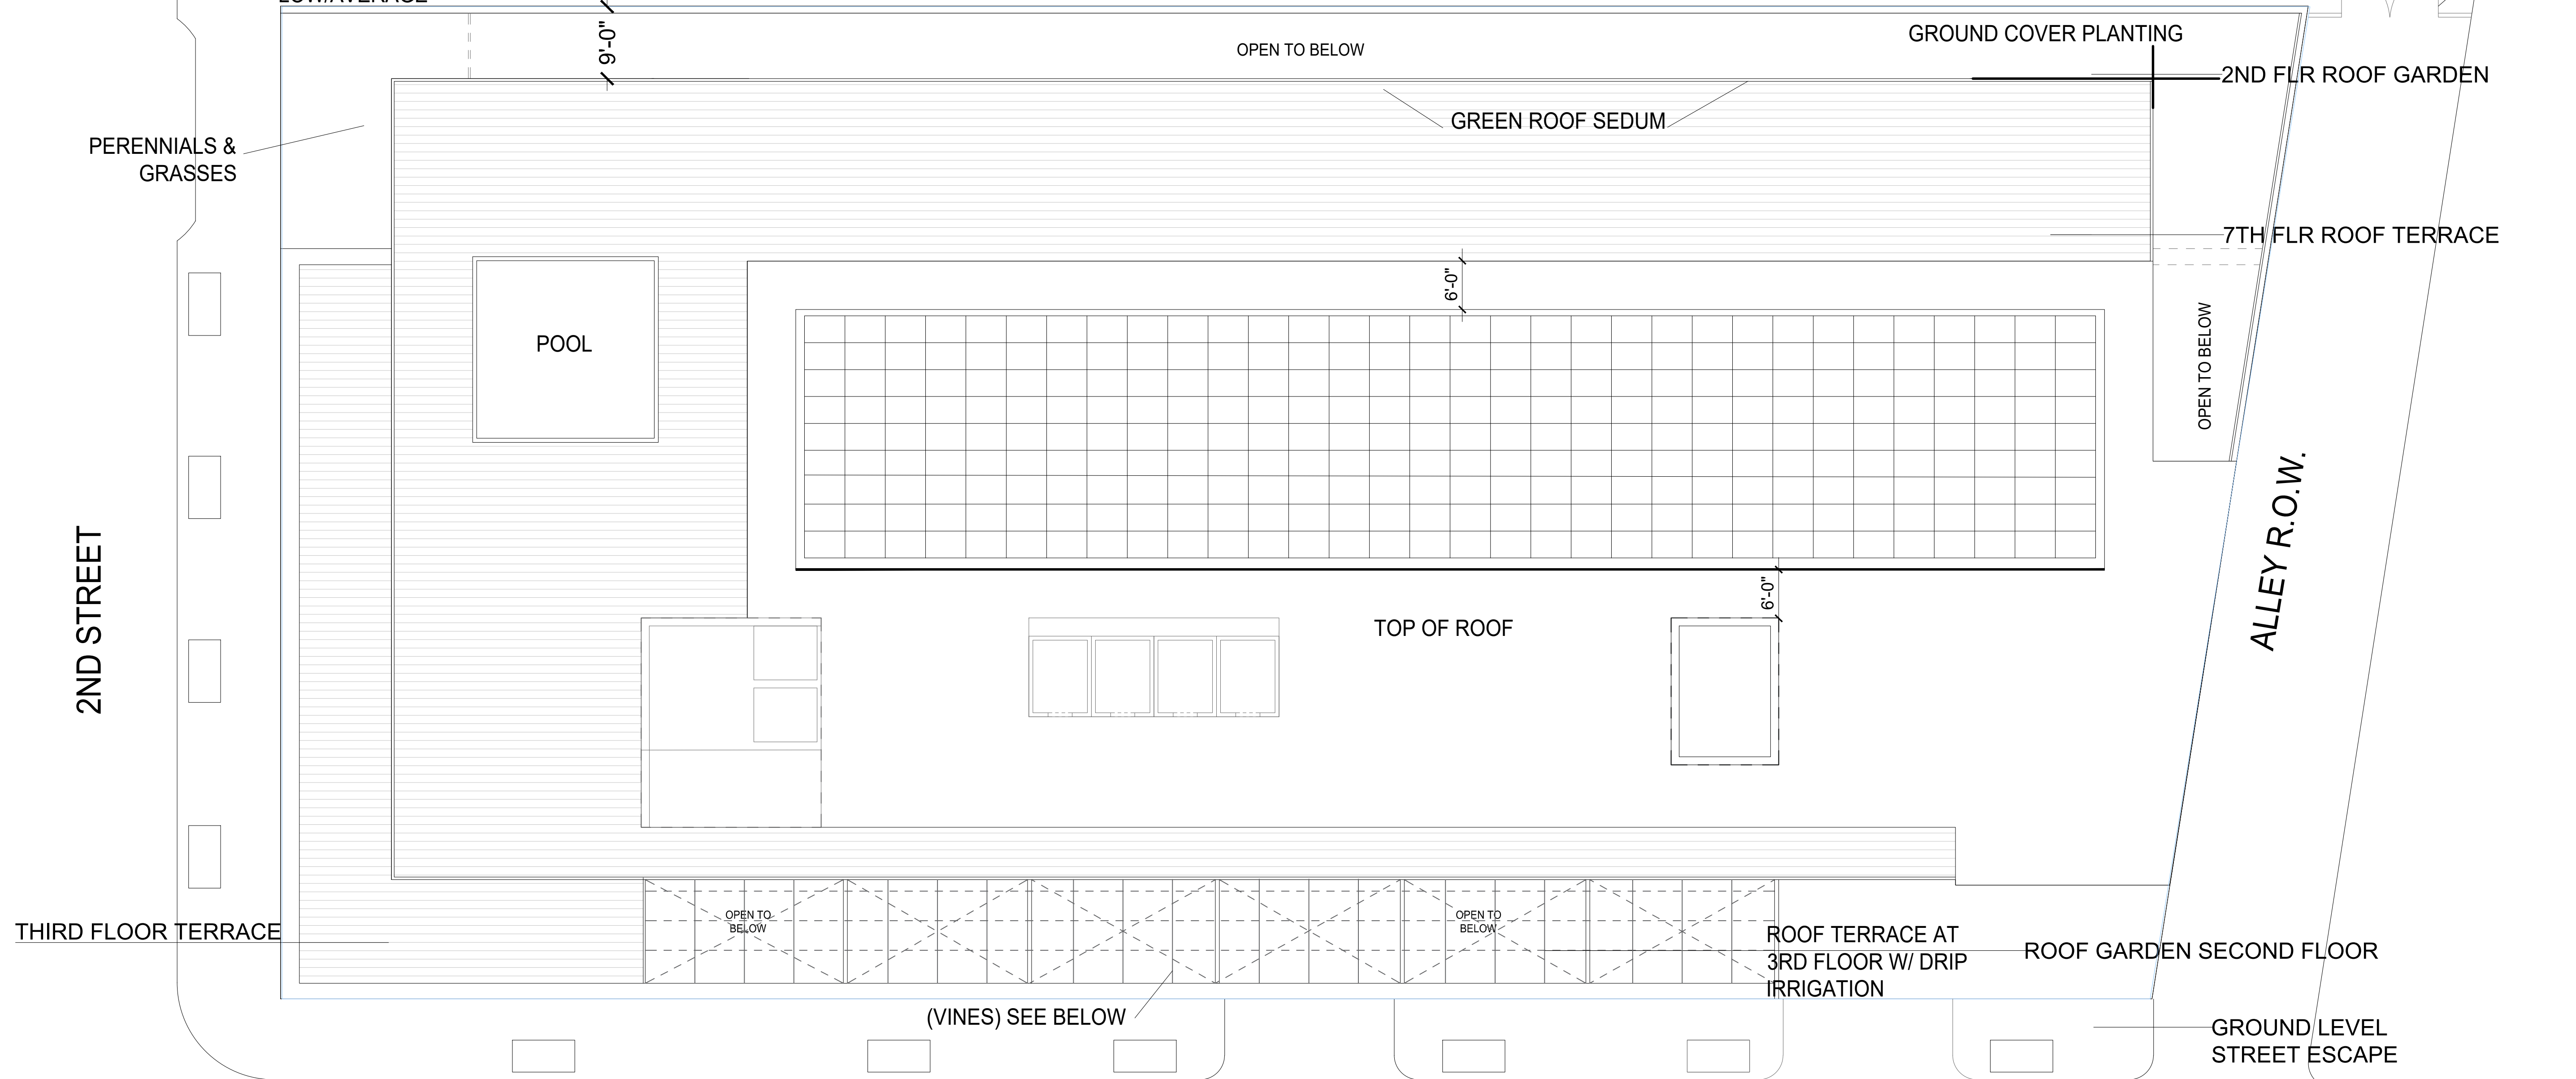 LOW/AVERAGE
9'-0"
OPEN TO BELOW
GROUND COVER PLANTING
2ND FLR ROOF GARDEN
GREEN ROOF SEDUM
PERENNIALS &
GRASSES
7TH FLR ROOF TERRACE
6'-0"
POOL
OPEN TO BELOW
2ND STREET
ALLEY R.O.W.
6'-0"
TOP OF ROOF
THIRD FLOOR TERRACE
OPEN TO
BELOW
OPEN TO
BELOW
ROOF TERRACE AT
3RD FLOOR W/ DRIP
IRRIGATION
ROOF GARDEN SECOND FLOOR
(VINES) SEE BELOW
GROUND LEVEL
STREET ESCAPE